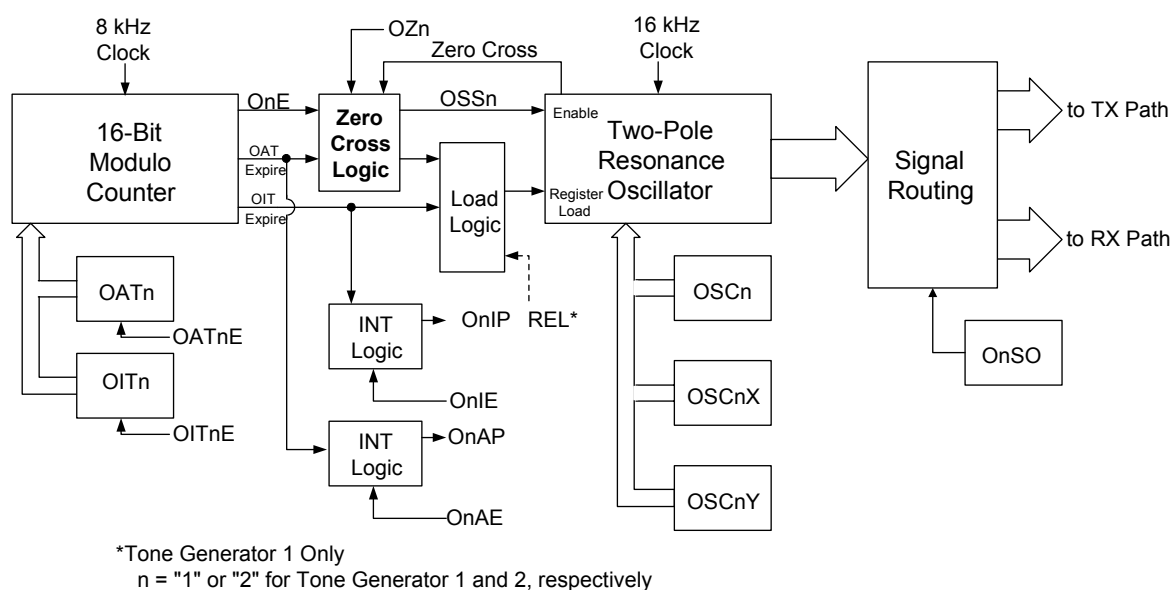 8 kHz
Clock
OZn
Zero Cross
16 kHz
Clock
16-Bit
Modulo
Counter
OnE
OAT
Expire
OIT
Expire
Zero
Cross
Logic
OSSn
Load
Logic
Enable
Two-Pole
Resonance
Oscillator
Register
Load
Signal
Routing
to TX Path
to RX Path
OATn
OATnE
OITn
OITnE
INT
Logic
OnIP
REL*
OnIE
INT
Logic
OnAP
OnAE
OSCn
OSCnX
OSCnY
OnSO
*Tone Generator 1 Only
n = "1" or "2" for Tone Generator 1 and 2, respectively